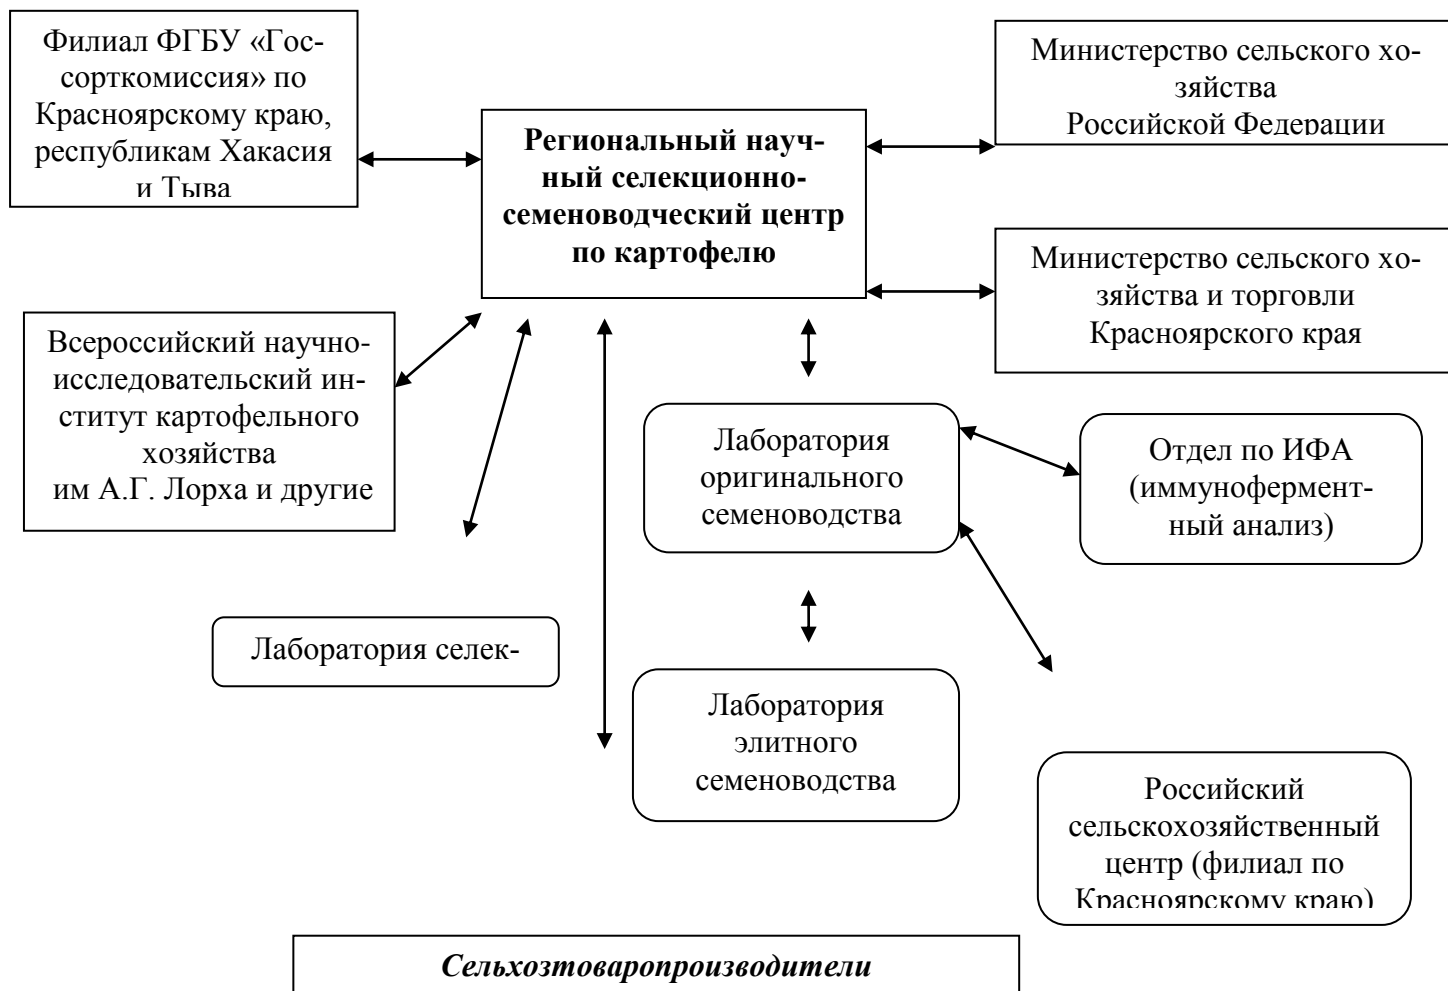 Филиал ФГБУ «Гос-
сорткомиссия» по
Красноярскому краю,
республикам Хакасия
и Тыва
Министерство сельского хо-
зяйства
Российской Федерации
Региональный науч-
ный селекционно-
семеноводческий центр
по картофелю
Министерство сельского хо-
зяйства и торговли
Красноярского края
Всероссийский научно-
исследовательский ин-
ститут картофельного
хозяйства
им А.Г. Лорха и другие
Лаборатория
оригинального
семеноводства
Отдел по ИФА
(иммунофермент-
ный анализ)
Лаборатория селек-
Лаборатория
элитного
семеноводства
Российский
сельскохозяйственный
центр (филиал по
Красноярскому краю)
Сельхозтоваропроизводители